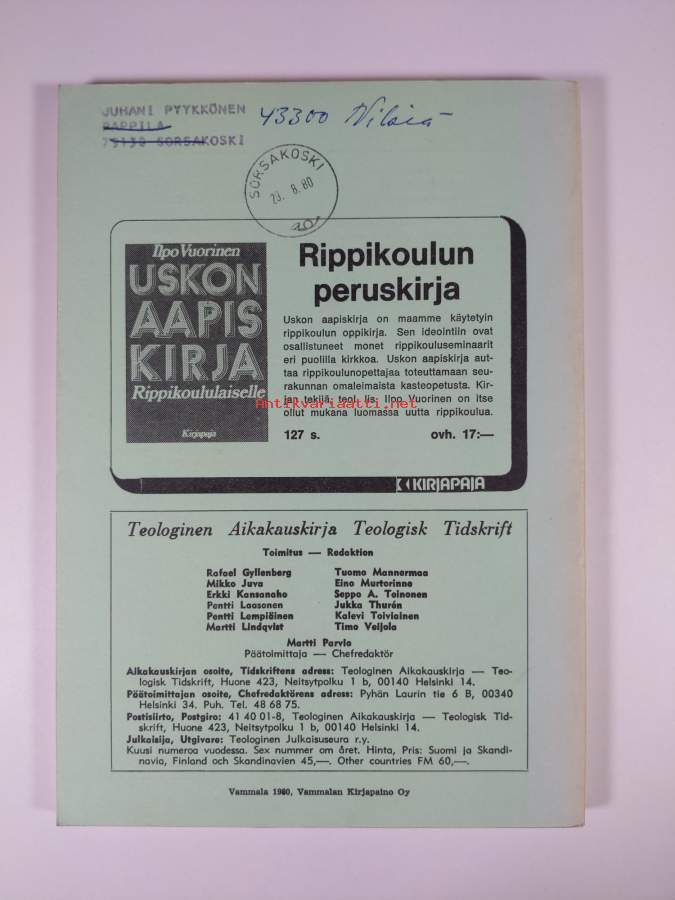 JUHANI PYYKKÖNEN 43300
RAPPILA
79130 SORSAKOSKI
SORSAKOSKI
23. 8. 80
Ilpo Vuorinen
USKON
AAPIS
KIRJA
Rippikoululaiselle
Kirjapaja
Rippikoulun
peruskirja
Uskon aapiskirja on maamme käytetyin
rippikoulun oppikirja. Sen ideointiin ovat
osallistuneet monet rippikouluseminaarit
eri puolilla kirkkoa. Uskon aapiskirja aut-
taa rippikoulunopettajaa toteuttamaan seu-
rakunnan omaleimaista kasteopetusta. Kir-
jan tekijä teol. lis. Ilpo Vuorinen on itse
ollut mukana luomassa uutta rippikoulua.
127 s. ovh. 17:—
KIRJAPAJA
Antikvariaatti.net
Teologinen Aikakauskirja Teologisk Tidskrift
Toimitus — Redaktion
Rafael Gyllenberg Tuomo Mannermaa
Mikko Juva Eino Murtorinne
Erkki Kansanaho Seppo A. Teinonen
Pentti Laasonen Jukka Thurén
Pentti Lempiäinen Kalevi Toiviainen
Martti Lindqvist Timo Veijola
Martti Parvio
Päätoimittaja — Chefredaktör
Aikakauskirjan osoite, Tidskriftens adress: Teologinen Aikakauskirja — Teo-
logisk Tidskrift, Huone 423, Neitsytpolku 1 b, 00140 Helsinki 14.
Päätoimittajan osoite, Chefredaktörens adress: Pyhän Laurin tie 6 B, 00340
Helsinki 34. Puh. Tel. 48 68 75.
Postisiirto, Postgiro: 41 40 01-8, Teologinen Aikakauskirja — Teologisk Tid-
skrift, Huone 423, Neitsytpolku 1 b, 00140 Helsinki 14.
Julkaisija, Utgivare: Teologinen Julkaisuseura r.y.
Kuusi numeroa vuodessa. Sex nummer om året. Hinta, Pris: Suomi ja Skandi-
navia, Finland och Skandinavien 45,—. Other countries FM 60,—.
Vammala 1980, Vammalan Kirjapaino Oy